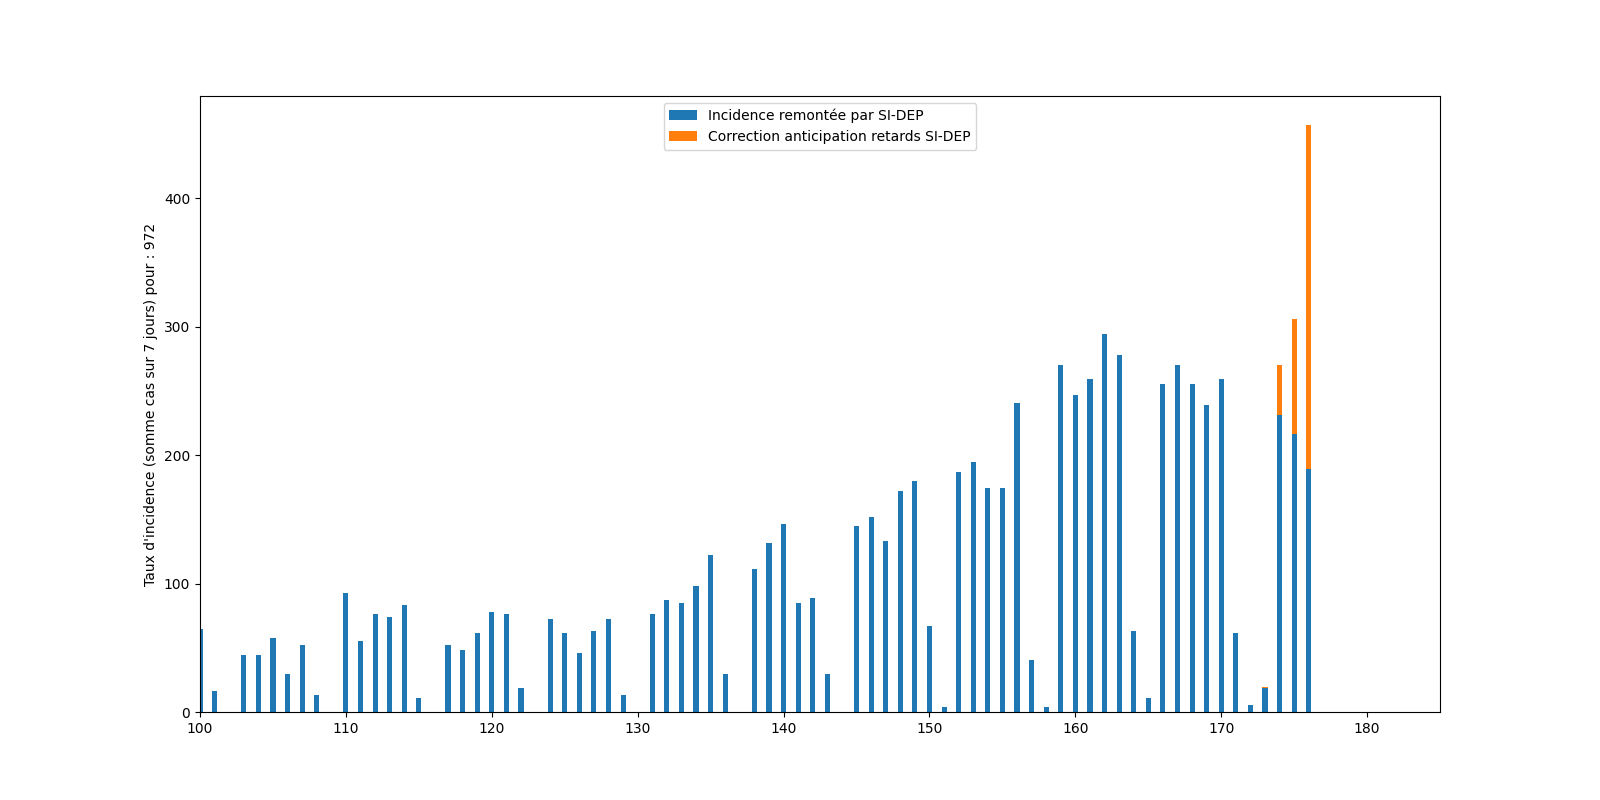 Incidence remontée par SI-DEP
Correction anticipation retards SI-DEP
Taux d'incidence (somme cas sur 7 jours) pour : 972
400
300
200
100
0
100 110 120 130 140 150 160 170 180